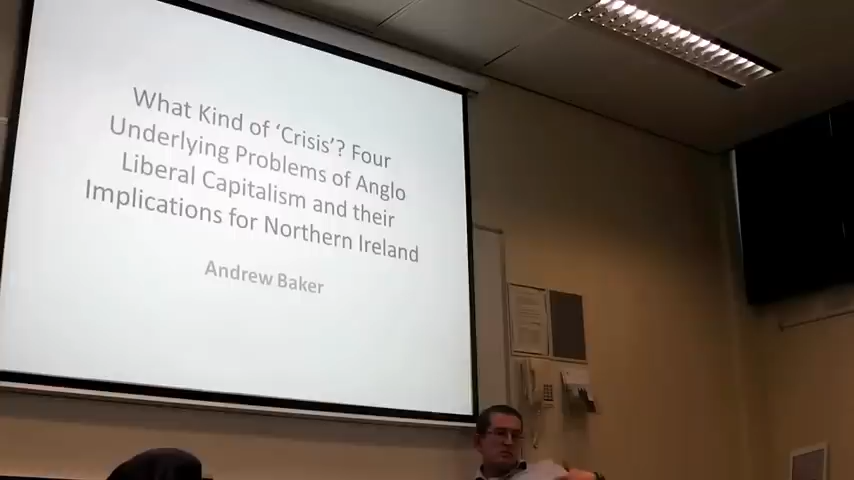 What Kind of ‘Crisis’? Four
Underlying Problems of Anglo
Liberal Capitalism and their
Implications for Northern Ireland
Andrew Baker